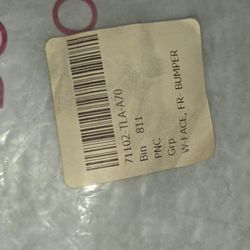 71102-TLA-A70
Bin 811
PNC
Grp
W-FACE, FR- BUMPER